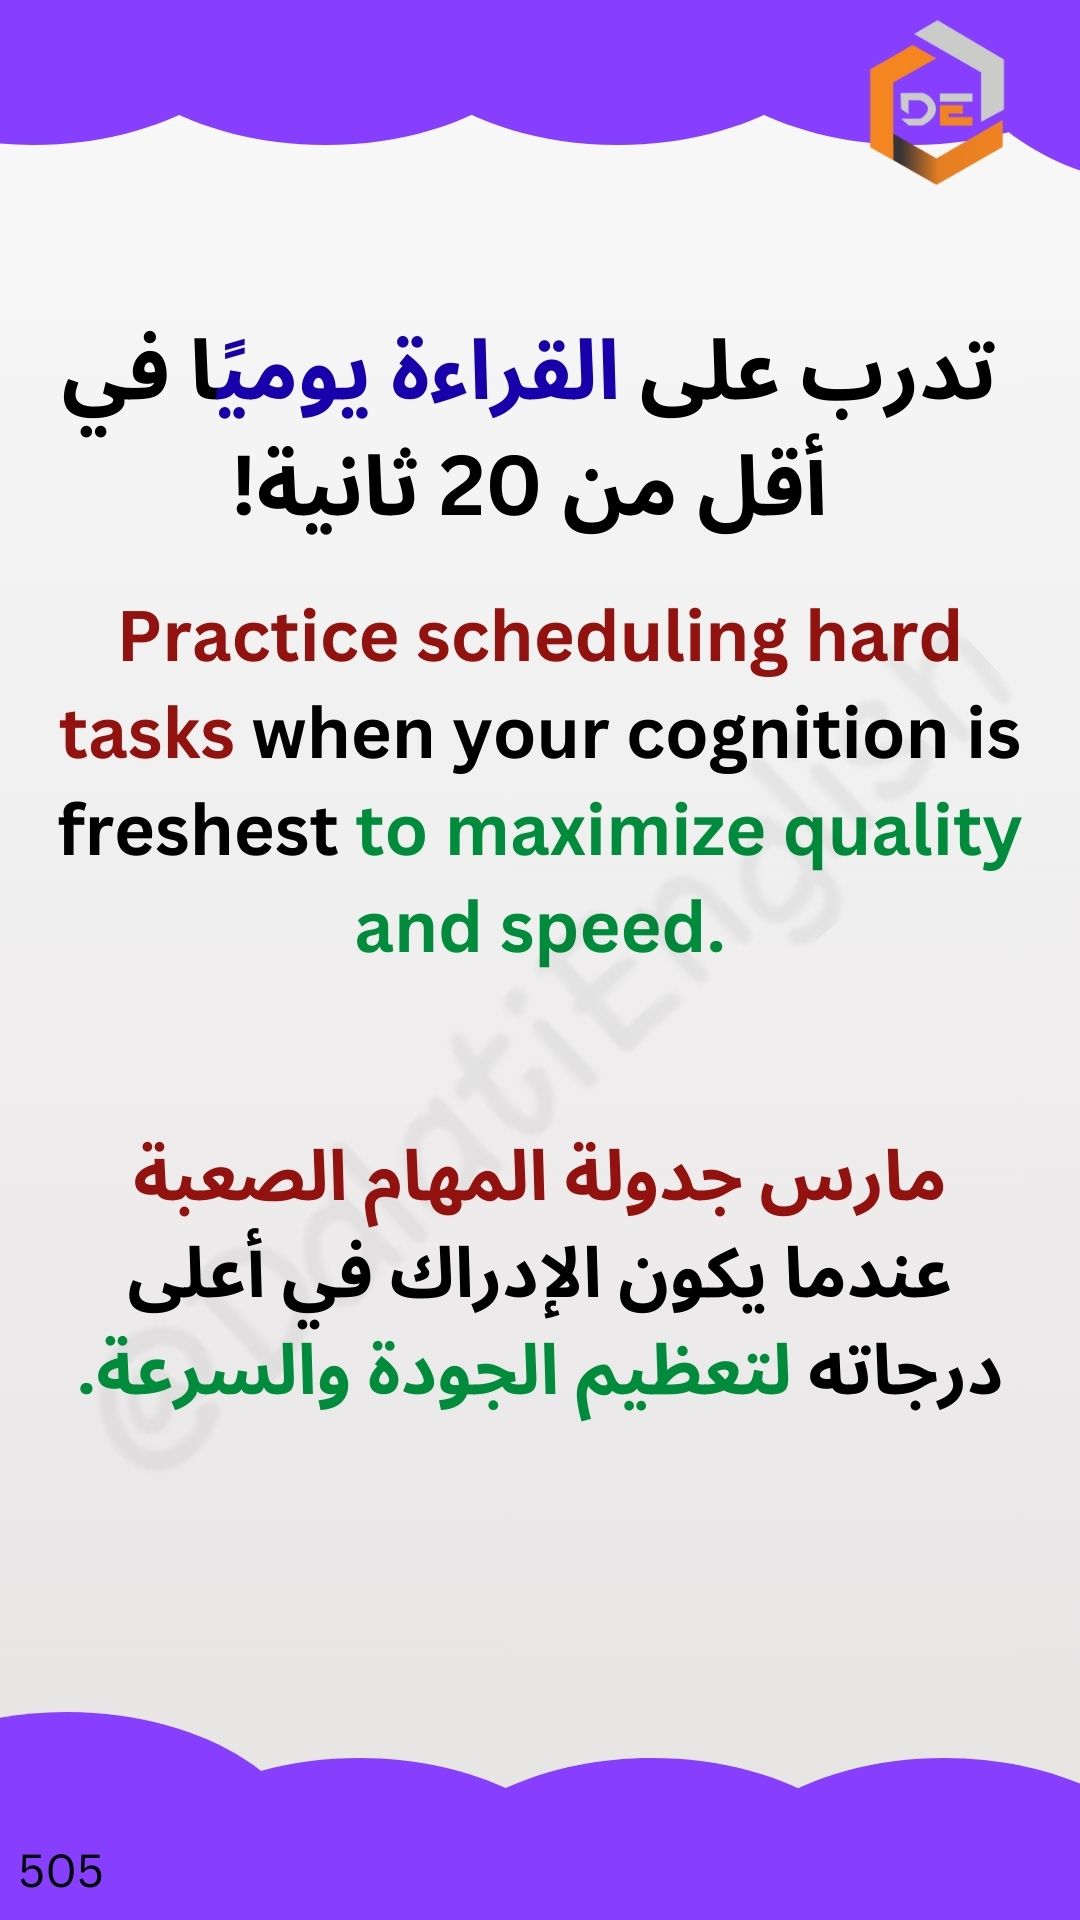 DE
تدرب على القراءة يوميًا في
أقل من 20 ثانية!
Practice scheduling hard
tasks when your cognition is
freshest to maximize quality
and speed.
@DalatiEnglish
مارس جدولة المهام الصعبة
عندما يكون الإدراك في أعلى
درجاته لتعظيم الجودة والسرعة.
505